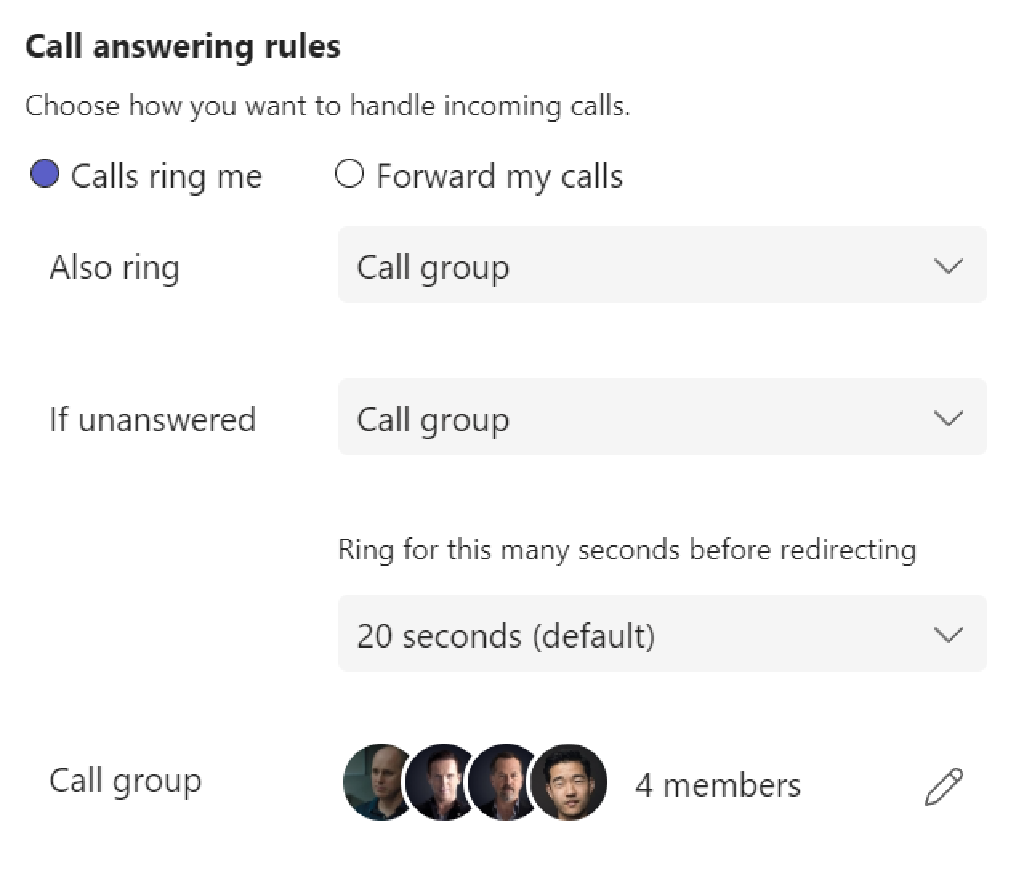 Call answering rules
Choose how you want to handle incoming calls.
Calls ring me Forward my calls
Also ring Call group
If unanswered Call group
Ring for this many seconds before redirecting
20 seconds (default)
Call group 4 members